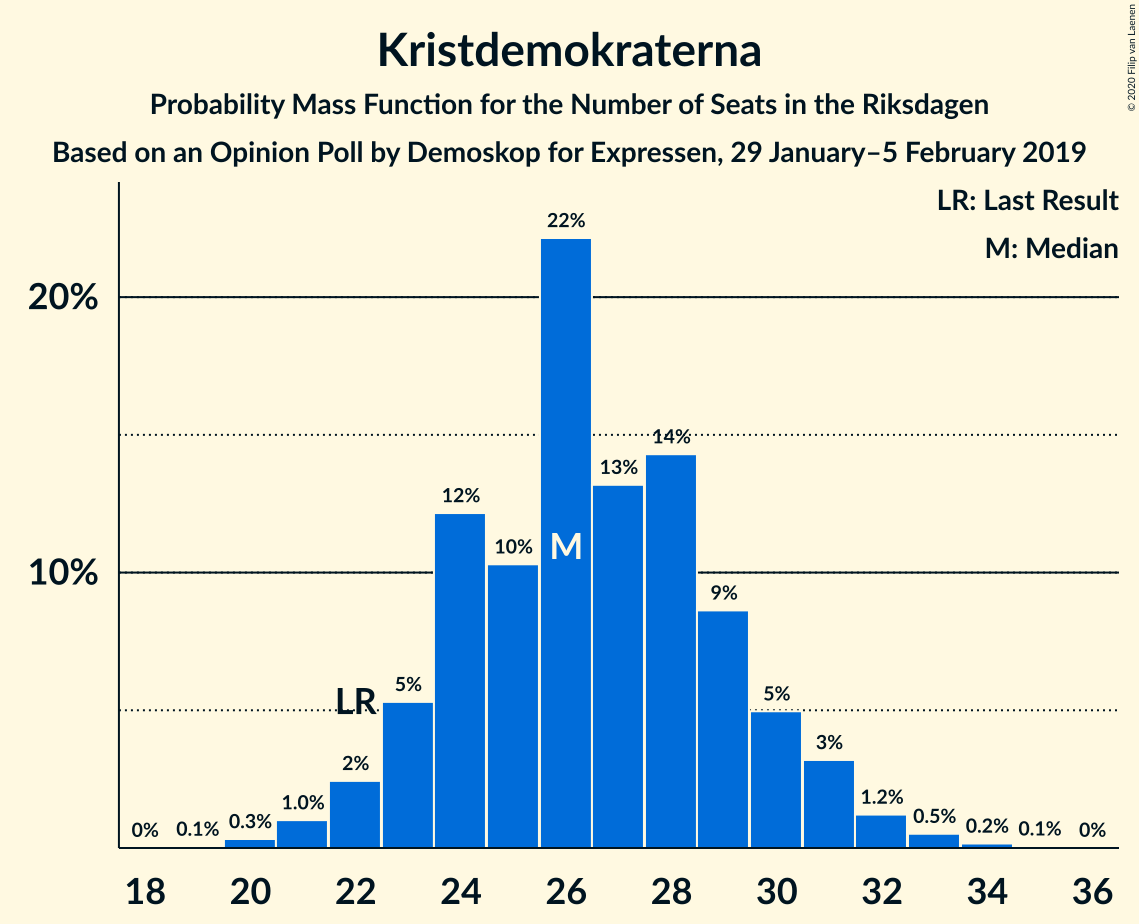 © 2020 Filip van Laenen
Kristdemokraterna
Probability Mass Function for the Number of Seats in the Riksdagen
Based on an Opinion Poll by Demoskop for Expressen, 29 January–5 February 2019
LR: Last Result
M: Median
22%
20%
14%
13%
12%
10%
M
10%
9%
LR
5%
5%
3%
2%
1.2%
1.0%
0.5%
0.3%
0.2%
0% 0.1%
0.1% 0%
18 20 22 24 26 28 30 32 34 36